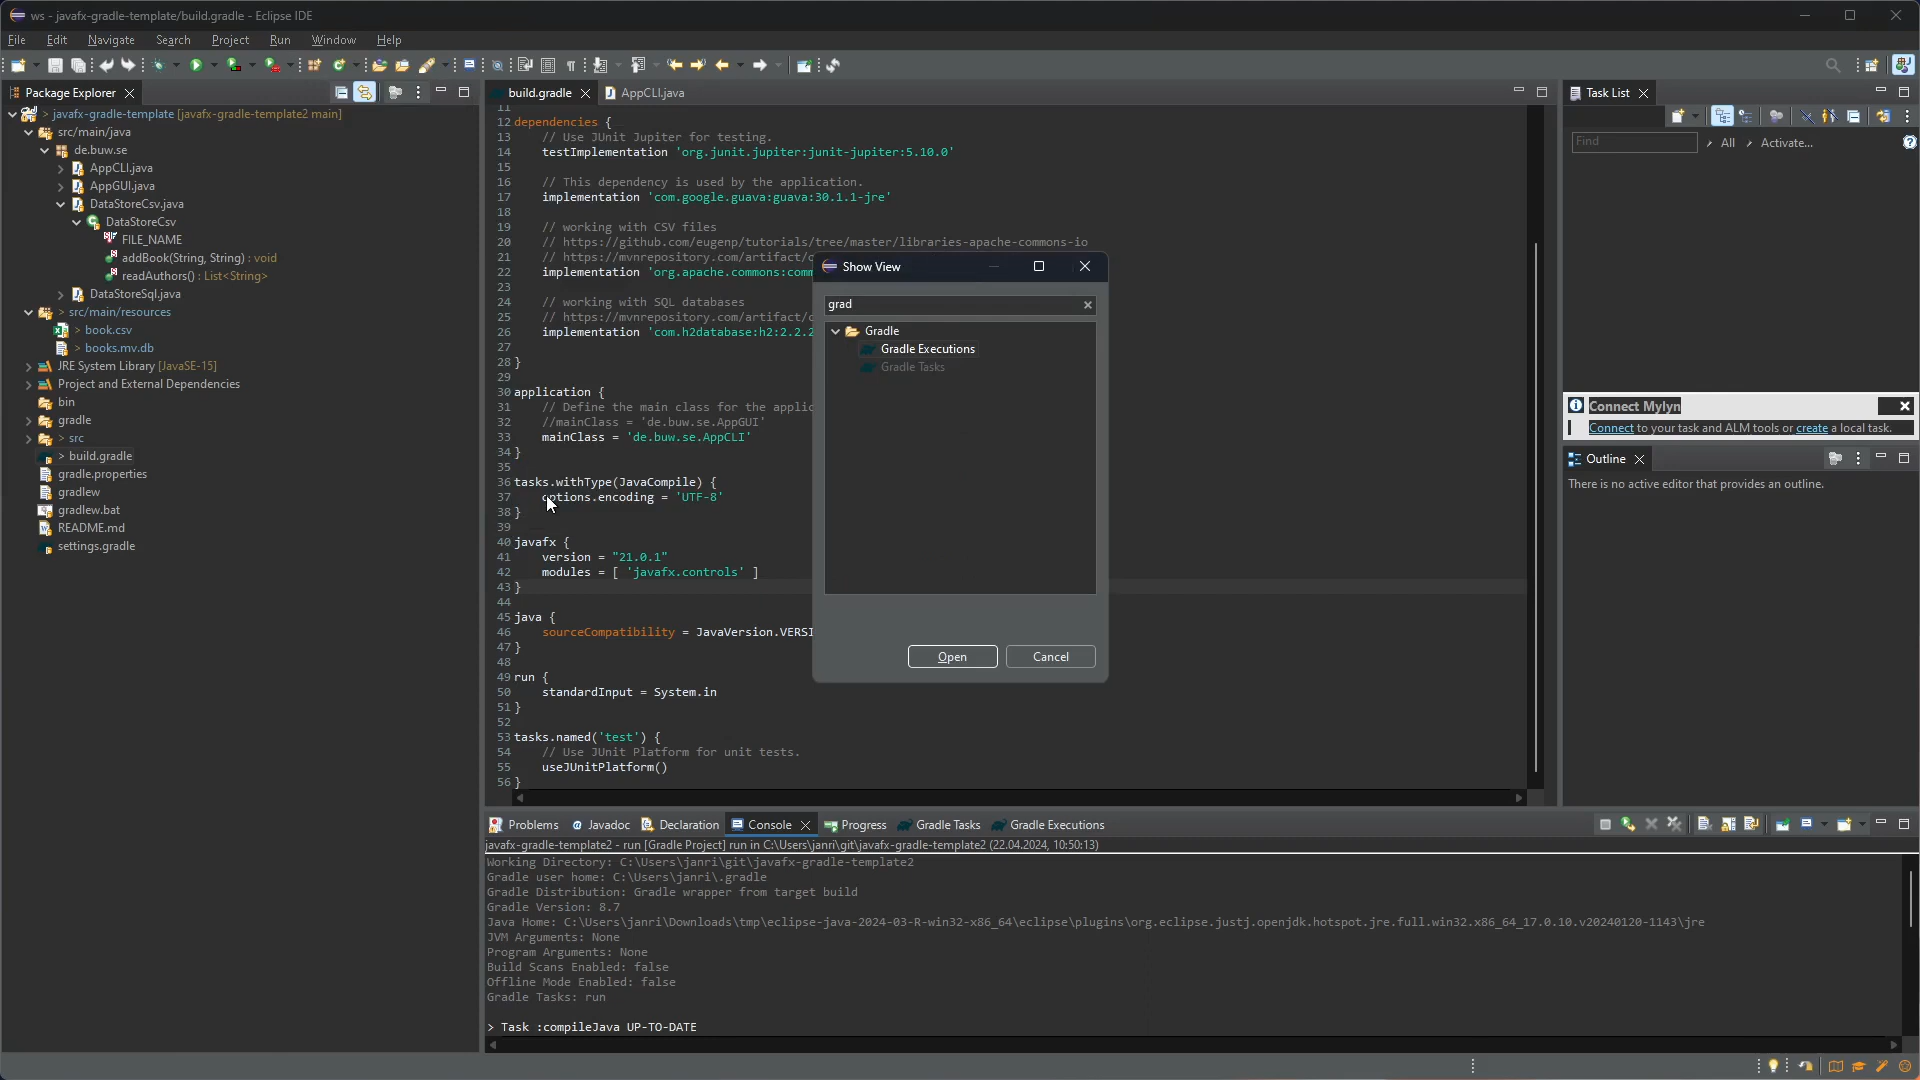 ws - javafx-gradle-template/build.gradle - Eclipse IDE
File Edit Navigate Search Project Run Window Help
Package Explorer
> javafx-gradle-template [javafx-gradle-template2 main]
src/main/java
de.buw.se
AppCLI.java
AppGUI.java
DataStoreCsv.java
DataStoreCsv
FILE_NAME
addBook(String, String) : void
readAuthors() : List<String>
DataStoreSql.java
> src/main/resources
> book.csv
> books.mv.db
JRE System Library [JavaSE-15]
Project and External Dependencies
bin
gradle
> src
> build.gradle
gradle.properties
gradlew
gradlew.bat
README.md
settings.gradle
build.gradle AppCLI.java
11
12 dependencies {
13 // Use JUnit Jupiter for testing.
14 testImplementation 'org.junit.jupiter:junit-jupiter:5.10.0'
15
16 // This dependency is used by the application.
17 implementation 'com.google.guava:guava:30.1.1-jre'
18
19 // working with CSV files
20 // https://github.com/eugenp/tutorials/tree/master/libraries-apache-commons-io
21 // https://mvnrepository.com/artifact/c
22 implementation 'org.apache.commons:comm
23
24 // working with SQL databases
25 // https://mvnrepository.com/artifact/c
26 implementation 'com.h2database:h2:2.2.2
27
28 }
29
30 application {
31 // Define the main class for the applic
32 //mainClass = 'de.buw.se.AppGUI'
33 mainClass = 'de.buw.se.AppCLI'
34 }
35
36 tasks.withType(JavaCompile) {
37 options.encoding = 'UTF-8'
38 }
39
40 javafx {
41 version = "21.0.1"
42 modules = [ 'javafx.controls' ]
43 }
44
45 java {
46 sourceCompatibility = JavaVersion.VERSI
47 }
48
49 run {
50 standardInput = System.in
51 }
52
53 tasks.named('test') {
54 // Use JUnit Platform for unit tests.
55 useJUnitPlatform()
56 }
Show View
grad
Gradle
Gradle Executions
Gradle Tasks
Open Cancel
Task List
Find All Activate...
Connect Mylyn
Connect to your task and ALM tools or create a local task.
Outline
There is no active editor that provides an outline.
Problems Javadoc Declaration Console Progress Gradle Tasks Gradle Executions
javafx-gradle-template2 - run [Gradle Project] run in C:\Users\janri\git\javafx-gradle-template2 (22.04.2024, 10:50:13)
Working Directory: C:\Users\janri\git\javafx-gradle-template2
Gradle user home: C:\Users\janri\.gradle
Gradle Distribution: Gradle wrapper from target build
Gradle Version: 8.7
Java Home: C:\Users\janri\Downloads\tmp\eclipse-java-2024-03-R-win32-x86_64\eclipse\plugins\org.eclipse.justj.openjdk.hotspot.jre.full.win32.x86_64_17.0.10.v20240120-1143\jre
JVM Arguments: None
Program Arguments: None
Build Scans Enabled: false
Offline Mode Enabled: false
Gradle Tasks: run
> Task :compileJava UP-TO-DATE